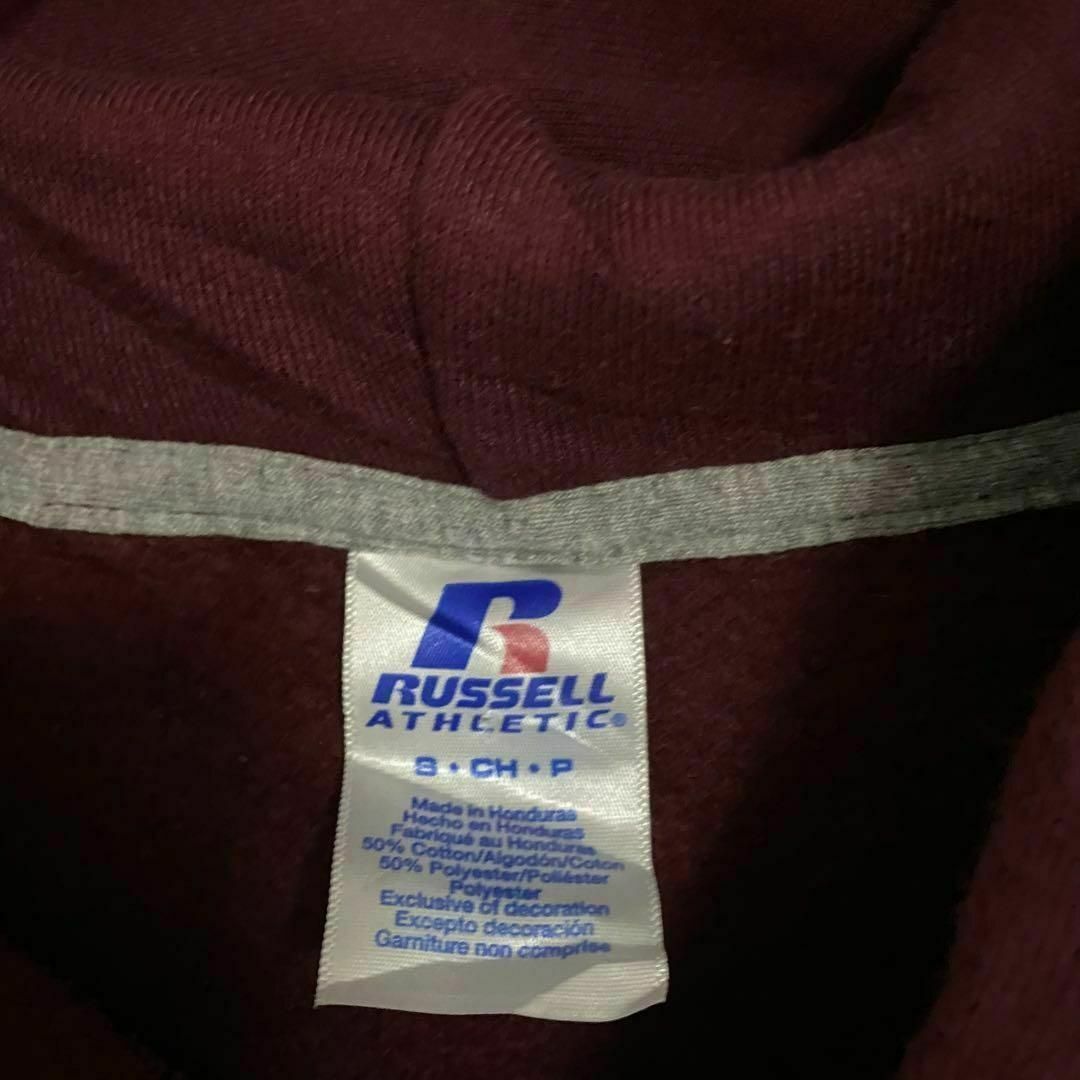 RUSSELL
ATHLETIC®
S • CH • P
Made in Honduras
Hecho en Honduras
Fabriqué au Honduras
50% Cotton/Algodón/Coton
50% Polyester/Poliéster
Polyester
Exclusive of decoration
Excepto decoración
Garniture non comprise